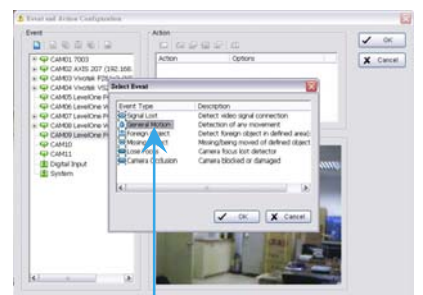 Event and Action Configuration
Event
Action
OK
Cancel
Action Options
CAM01 7003
CAM02 AXIS 207 (192.168.
CAM03 Vivotek
CAM04 Vivotek VS2
CAM05 LevelOne P
CAM06 LevelOne W
CAM07 LevelOne P
CAM08 LevelOne W
CAM09 LevelOne P
CAM10
CAM11
Digital Input
System
Select Event
Event Type Description
Signal Lost Detect video signal connection
General Motion Detection of any movement
Foreign Object Detect foreign object in defined area(s
Missing Object Missing/being moved of defined object
Lose Focus Camera focus lost detector
Camera Occlusion Camera blocked or damaged
OK
Cancel